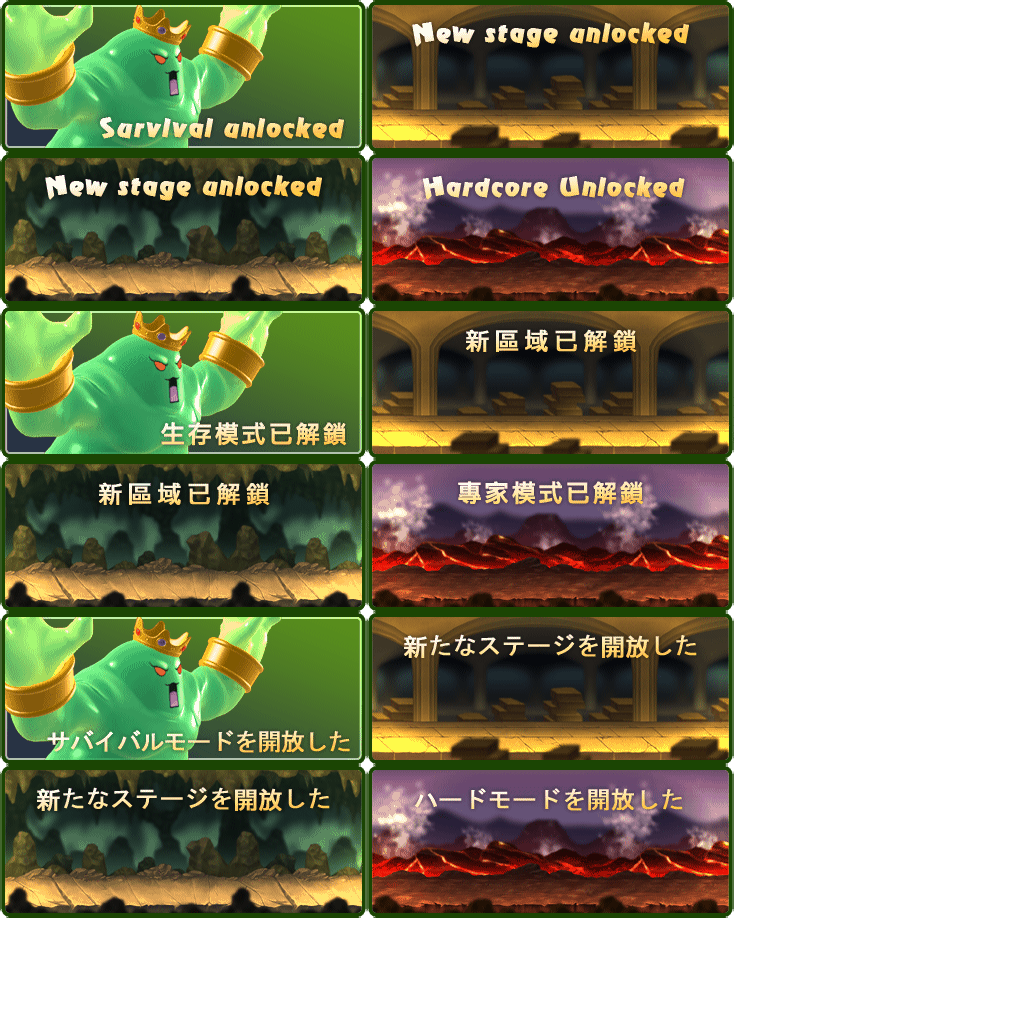 Survival unlocked
New stage unlocked
New stage unlocked
Hardcore Unlocked
生存模式已解鎖
新區域已解鎖
新區域已解鎖
專家模式已解鎖
サバイバルモードを開放した
新たなステージを開放した
新たなステージを開放した
ハードモードを開放した